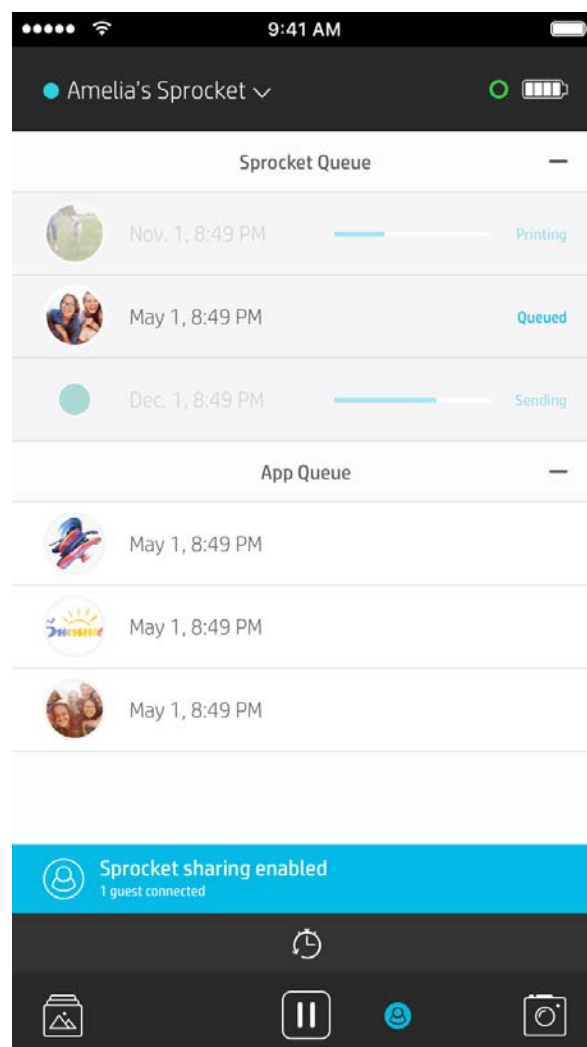 9:41 AM
Amelia's Sprocket
Sprocket Queue
Nov. 1, 8:49 PM Printing
May 1, 8:49 PM Queued
Dec. 1, 8:49 PM Sending
App Queue
May 1, 8:49 PM
May 1, 8:49 PM
May 1, 8:49 PM
Sprocket sharing enabled
1 guest connected